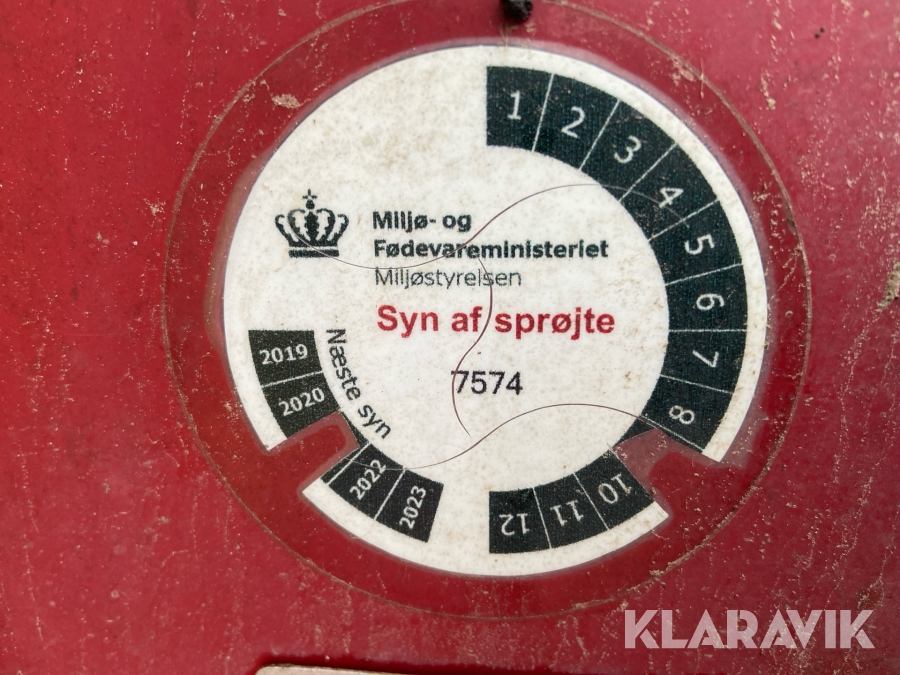 1
2
3
4
5
6
7
8
10
11
12
Miljø- og
Fødevareministeriet
Miljøstyrelsen
Syn af sprøjte
7574
Næste syn
2019
2020
2022
2023
KLARAVIK